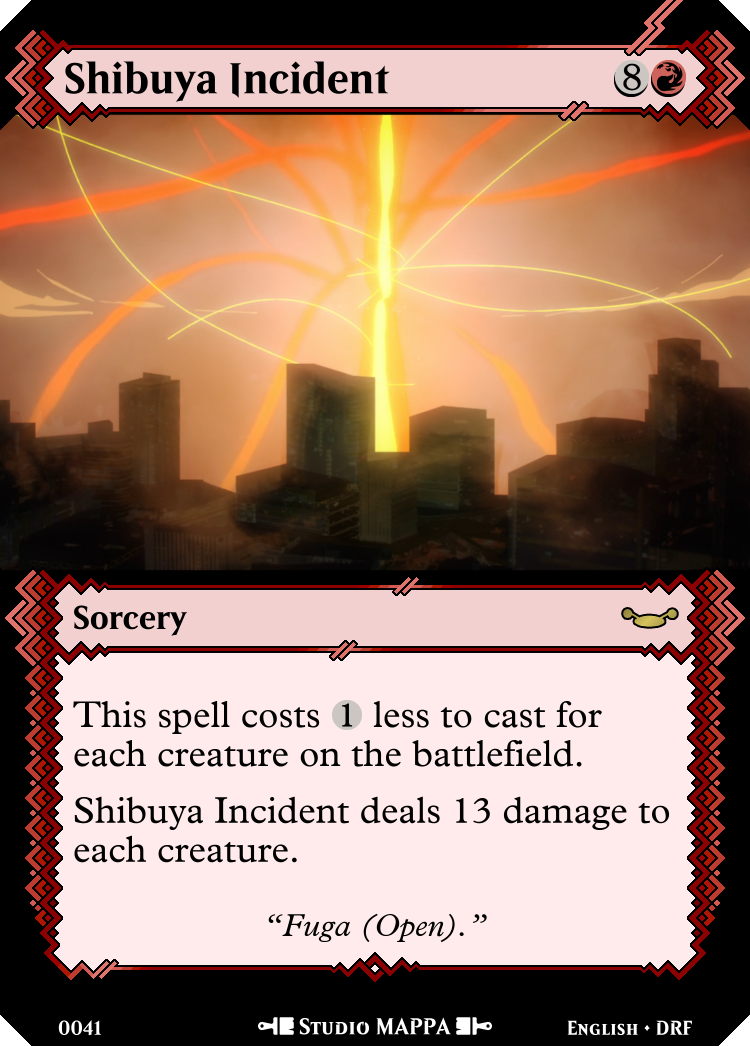 Shibuya Incident 8
Sorcery
This spell costs 1 less to cast for
each creature on the battlefield.
Shibuya Incident deals 13 damage to
each creature.
“Fuga (Open).”
0041 Studio MAPPA English • DRF